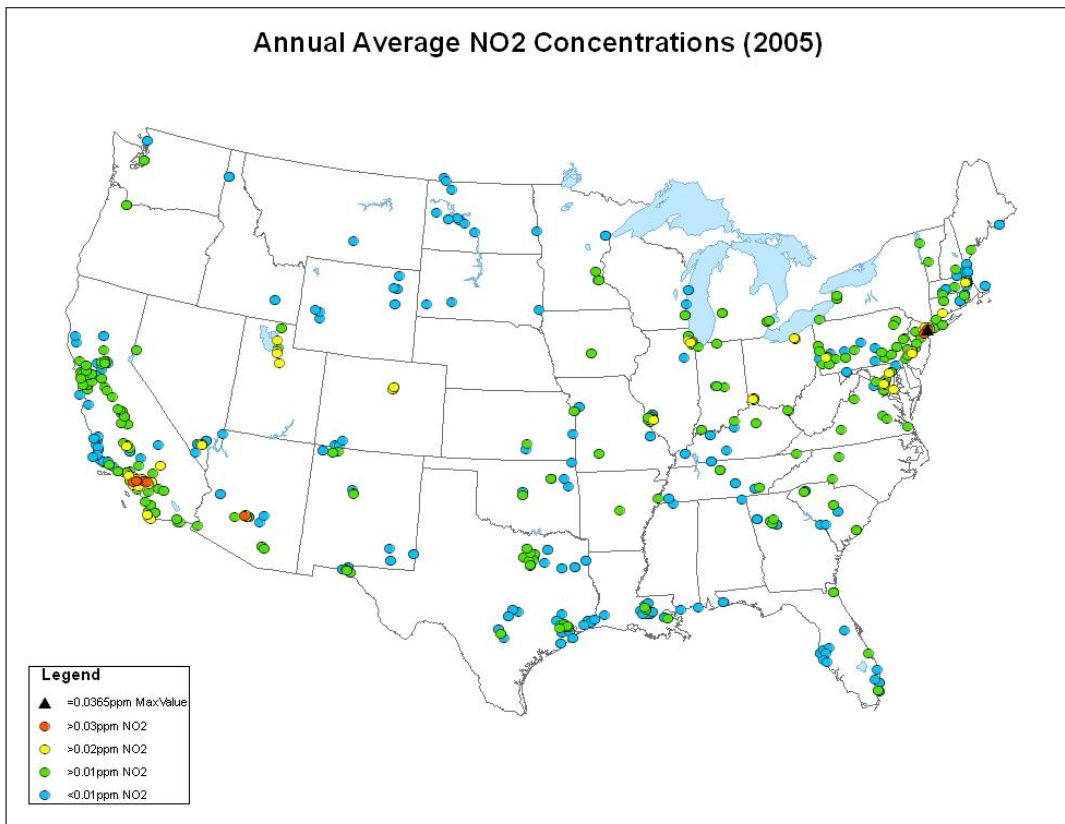 Annual Average NO2 Concentrations (2005)
Legend
=0.0365ppm MaxValue
>0.03ppm NO2
>0.02ppm NO2
>0.01ppm NO2
<0.01ppm NO2